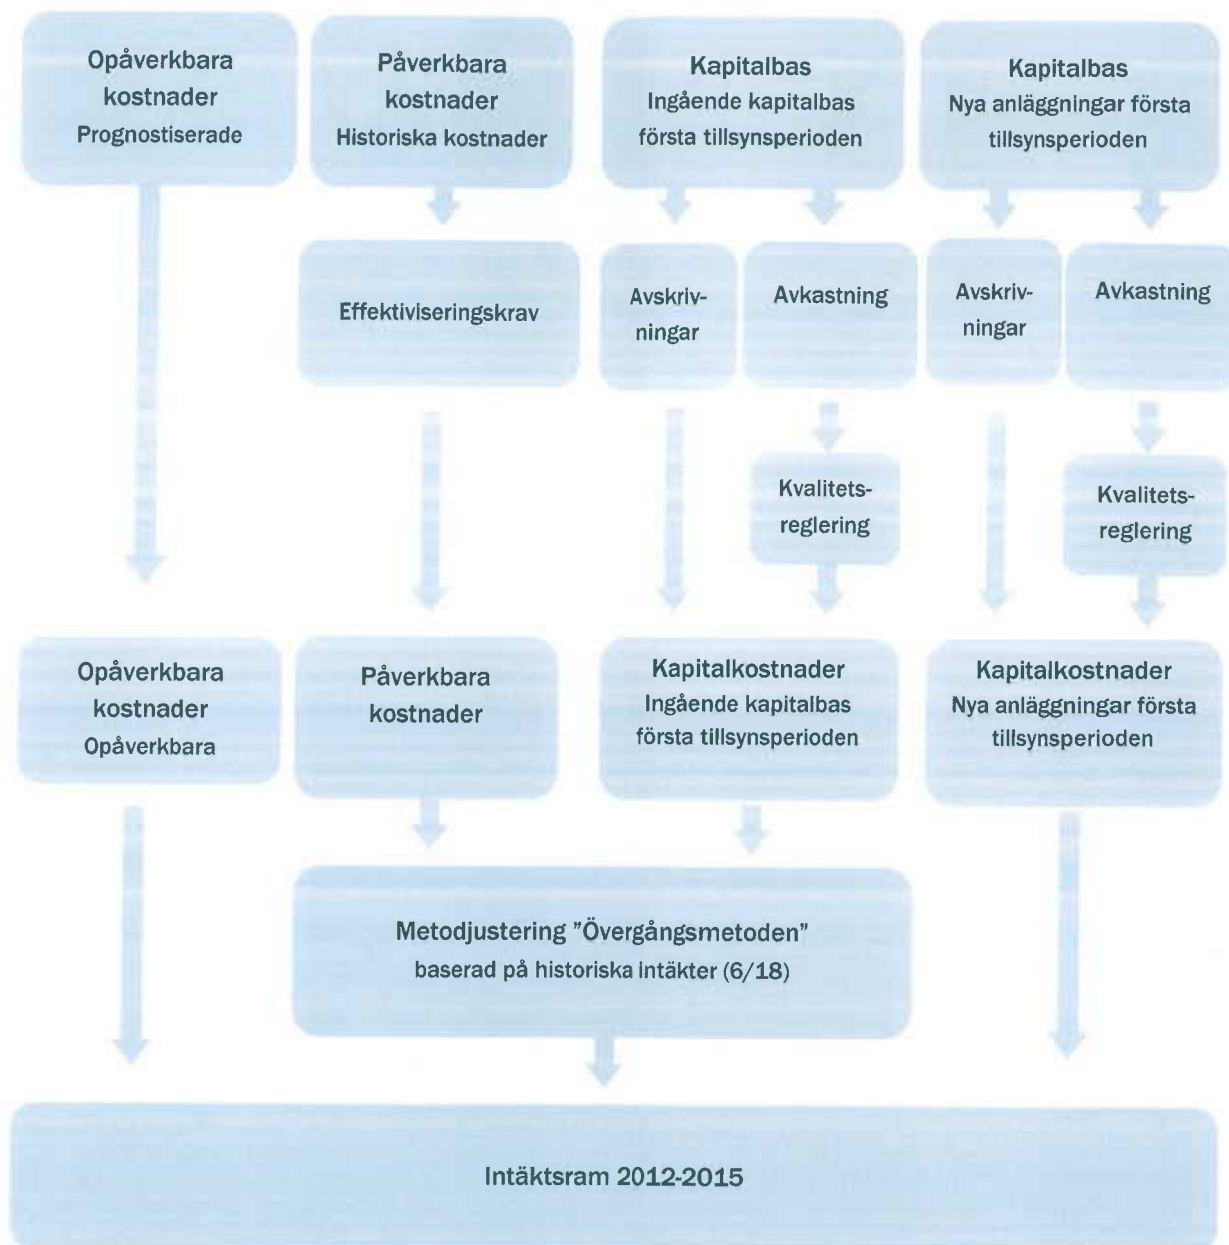 Opåverkbara
kostnader
Prognostiserade
Påverkbara
kostnader
Historiska kostnader
Kapitalbas
Ingående kapitalbas
första tillsynsperioden
Kapitalbas
Nya anläggningar första
tillsynsperioden
Effektiviseringskrav
Avskriv-
ningar
Avkastning
Avskriv-
ningar
Avkastning
Kvalitets-
reglering
Kvalitets-
reglering
Opåverkbara
kostnader
Opåverkbara
Påverkbara
kostnader
Kapitalkostnader
Ingående kapitalbas
första tillsynsperioden
Kapitalkostnader
Nya anläggningar första
tillsynsperioden
Metodjustering ”Övergångsmetoden”
baserad på historiska intäkter (6/18)
Intäktsram 2012-2015